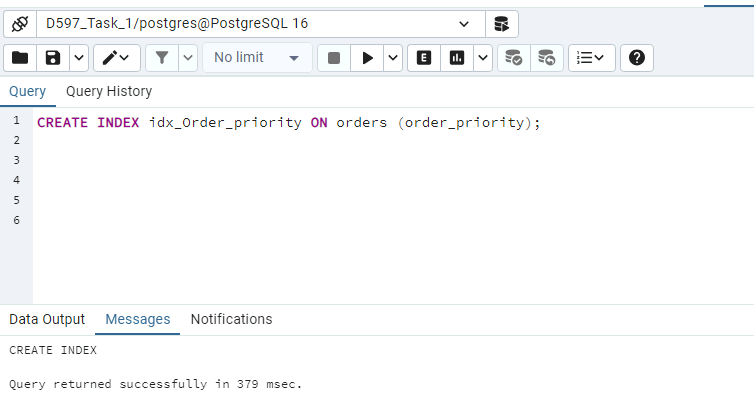 D597_Task_1/postgres@PostgreSQL 16
No limit
E
Query Query History
1 CREATE INDEX idx_Order_priority ON orders (order_priority);
2
3
4
5
6
Data Output Messages Notifications
CREATE INDEX
Query returned successfully in 379 msec.